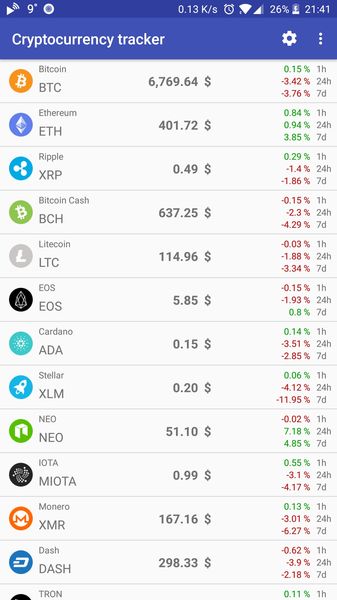 9° 0.13 K/s 26% 21:41
Cryptocurrency tracker
Bitcoin
BTC
6,769.64 $
0.15 % 1h
-3.42 % 24h
-3.76 % 7d
Ethereum
ETH
401.72 $
0.84 % 1h
0.94 % 24h
3.85 % 7d
Ripple
XRP
0.49 $
0.29 % 1h
-1.4 % 24h
-1.86 % 7d
Bitcoin Cash
BCH
637.25 $
-0.15 % 1h
-2.3 % 24h
-4.29 % 7d
Litecoin
LTC
114.96 $
-0.03 % 1h
-1.88 % 24h
-3.34 % 7d
EOS
EOS
5.85 $
-0.15 % 1h
-1.93 % 24h
0.8 % 7d
Cardano
ADA
0.15 $
0.14 % 1h
-3.51 % 24h
-2.85 % 7d
Stellar
XLM
0.20 $
0.06 % 1h
-4.12 % 24h
-11.95 % 7d
NEO
NEO
51.10 $
-0.02 % 1h
7.18 % 24h
4.85 % 7d
IOTA
MIOTA
0.99 $
0.55 % 1h
-3.1 % 24h
-4.17 % 7d
Monero
XMR
167.16 $
0.13 % 1h
-3.01 % 24h
-6.27 % 7d
Dash
DASH
298.33 $
-0.62 % 1h
-3.9 % 24h
-2.18 % 7d
TRON
0.11 % 1h